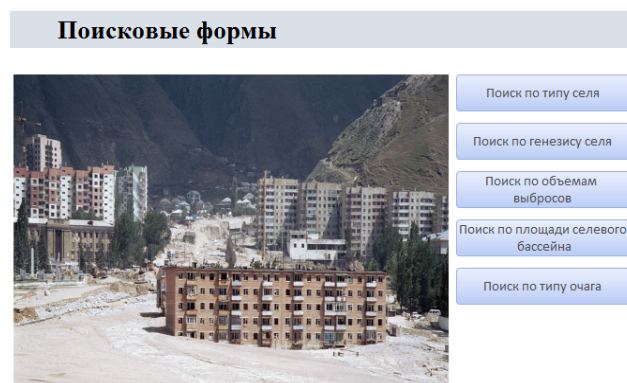 Поисковые формы
Поиск по типу селя
Поиск по генезису селя
Поиск по объемам
выбросов
Поиск по площади селевого
бассейна
Поиск по типу очага